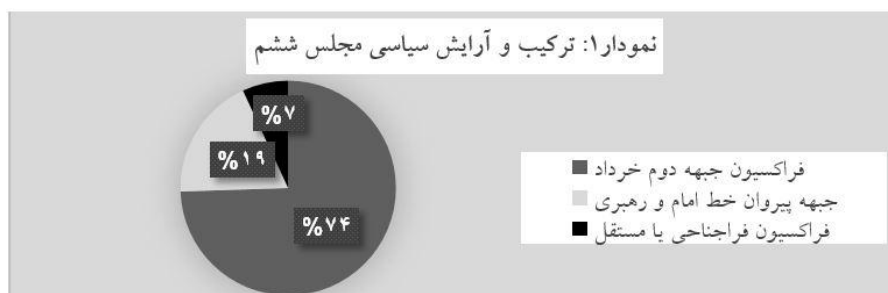 نمودار۱: ترکیب و آرایش سیاسی مجلس ششم
%۷
%۱۹
%۷۴
فراکسیون جبهه دوم خرداد
جبهه پیروان خط امام و رهبری
فراکسیون فراجناحی یا مستقل